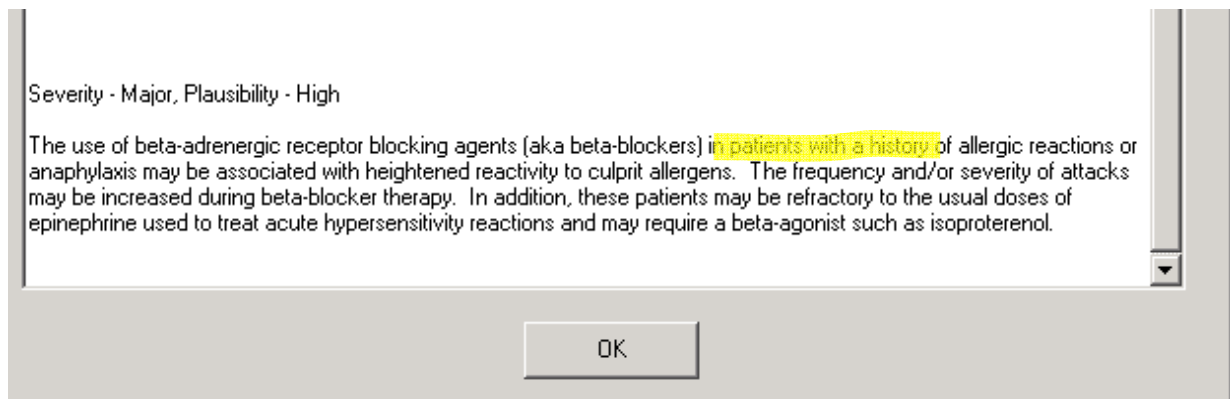 Severity - Major, Plausibility - High
The use of beta-adrenergic receptor blocking agents (aka beta-blockers) in patients with a history of allergic reactions or
anaphylaxis may be associated with heightened reactivity to culprit allergens.  The frequency and/or severity of attacks
may be increased during beta-blocker therapy.  In addition, these patients may be refractory to the usual doses of
epinephrine used to treat acute hypersensitivity reactions and may require a beta-agonist such as isoproterenol.
OK